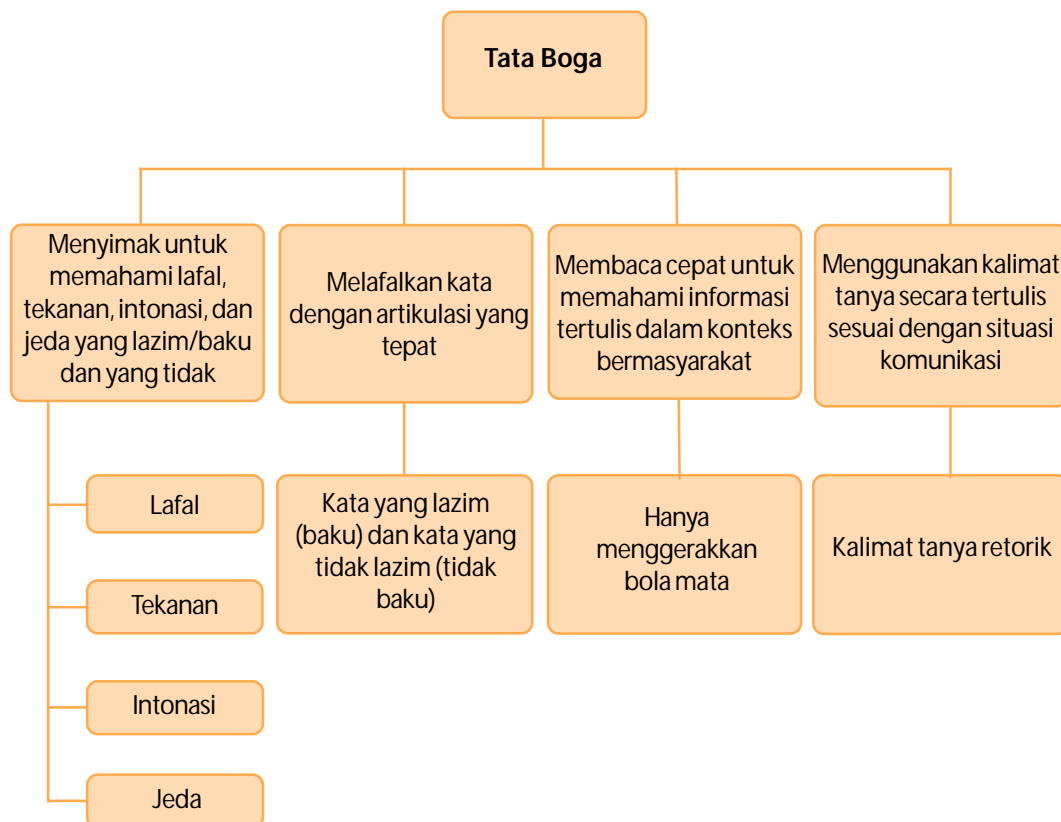 Tata Boga
Menyimak untuk
memahami lafal,
tekanan, intonasi, dan
jeda yang lazim/baku
dan yang tidak
Melafalkan kata
dengan artikulasi yang
tepat
Membaca cepat untuk
memahami informasi
tertulis dalam konteks
bermasyarakat
Menggunakan kalimat
tanya secara tertulis
sesuai dengan situasi
komunikasi
Lafal
Tekanan
Intonasi
Jeda
Kata yang lazim
(baku) dan kata yang
tidak lazim (tidak
baku)
Hanya
menggerakkan
bola mata
Kalimat tanya retorik